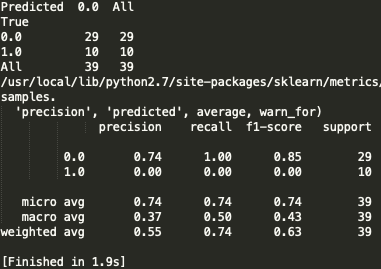 Predicted 0.0 All
True
0.0 29 29
1.0 10 10
All 39 39
/usr/local/lib/python2.7/site-packages/sklearn/metrics/
samples.
'precision', 'predicted', average, warn_for)
precision recall f1-score support
0.0 0.74 1.00 0.85 29
1.0 0.00 0.00 0.00 10
micro avg 0.74 0.74 0.74 39
macro avg 0.37 0.50 0.43 39
weighted avg 0.55 0.74 0.63 39
[Finished in 1.9s]